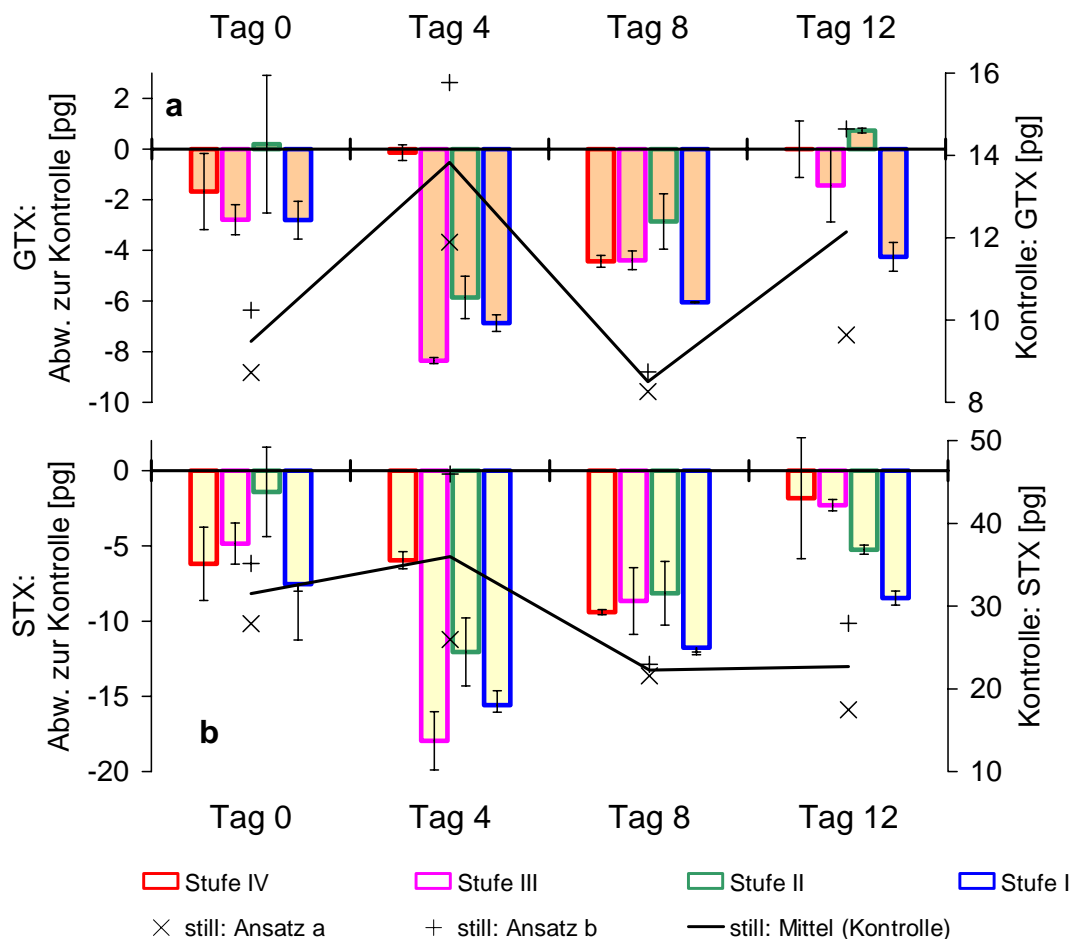 Tag 0 Tag 4 Tag 8 Tag 12
a
GTX:
Abw. zur Kontrolle [pg]
2
0
-2
-4
-6
-8
-10
16
14
12
10
8
Kontrolle: GTX [pg]
b
STX:
Abw. zur Kontrolle [pg]
0
-5
-10
-15
-20
50
40
30
20
10
Kontrolle: STX [pg]
Tag 0 Tag 4 Tag 8 Tag 12
Stufe IV Stufe III Stufe II Stufe I
still: Ansatz a still: Ansatz b still: Mittel (Kontrolle)